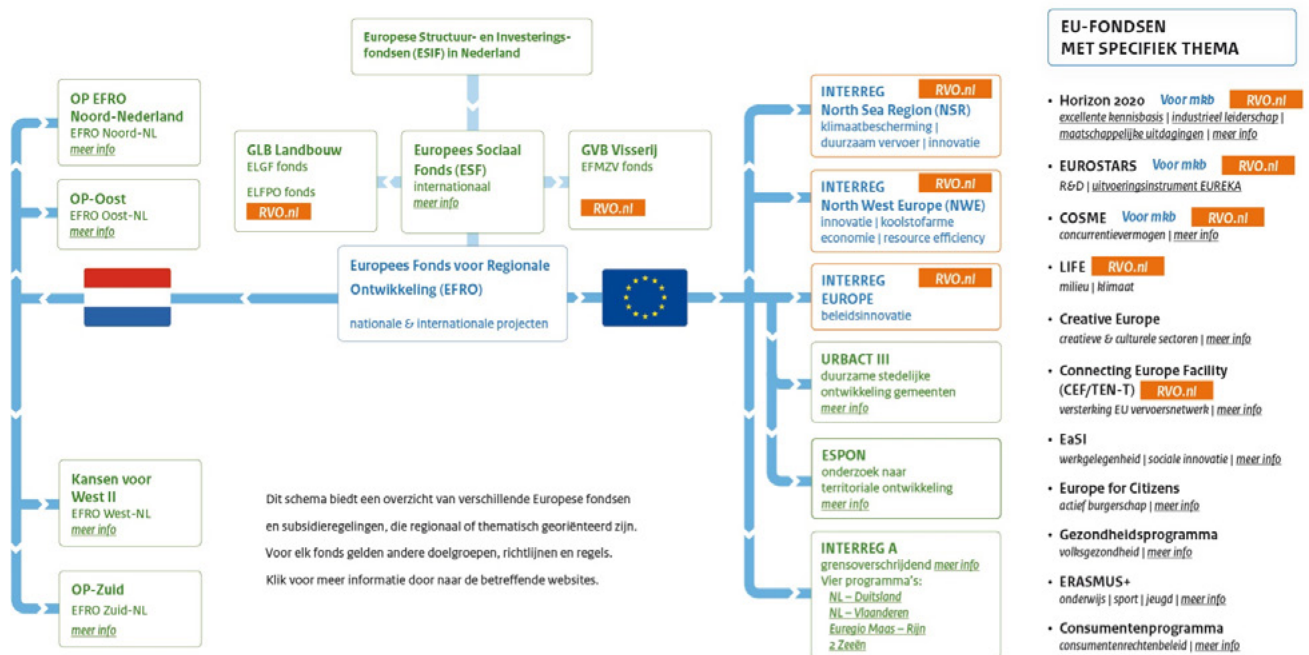 Europese Structuur- en Investerings-
fondsen (ESIF) in Nederland
OP EFRO
Noord-Nederland
EFRO Noord-NL
meer info
OP-Oost
EFRO Oost-NL
meer info
GLB Landbouw
ELGF fonds
ELFPO fonds
RVO.nl
Europees Sociaal
Fonds (ESF)
internationaal
meer info
GVB Visserij
EFMZV fonds
RVO.nl
Europees Fonds voor Regionale
Ontwikkeling (EFRO)
nationale & internationale projecten
Kansen voor
West II
EFRO West-NL
meer info
OP-Zuid
EFRO Zuid-NL
meer info
Dit schema biedt een overzicht van verschillende Europese fondsen
en subsidieregelingen, die regionaal of thematisch georiënteerd zijn.
Voor elk fonds gelden andere doelgroepen, richtlijnen en regels.
Klik voor meer informatie door naar de betreffende websites.
INTERREG RVO.nl
North Sea Region (NSR)
klimaatbescherming |
duurzaam vervoer | innovatie
INTERREG RVO.nl
North West Europe (NWE)
innovatie | koolstofarme
economie | resource efficiency
INTERREG RVO.nl
EUROPE
beleidsinnovatie
URBACT III
duurzame stedelijke
ontwikkeling gemeenten
meer info
ESPON
onderzoek naar
territoriale ontwikkeling
meer info
INTERREG A
grensoverschrijdend meer info
Vier programma's:
NL – Duitsland
NL – Vlaanderen
Euregio Maas – Rijn
2 Zeeën
EU-FONDSEN
MET SPECIFIEK THEMA
• Horizon 2020 Voor mkb RVO.nl
excellente kennisbasis | industrieel leiderschap |
maatschappelijke uitdagingen | meer info
• EUROSTARS Voor mkb RVO.nl
R&D | uitvoeringsinstrument EUREKA
• COSME Voor mkb RVO.nl
concurrentievermogen | meer info
• LIFE RVO.nl
milieu | klimaat
• Creative Europe
creatieve & culturele sectoren | meer info
• Connecting Europe Facility
(CEF/TEN-T) RVO.nl
versterking EU vervoersnetwerk | meer info
• EaSI
werkgelegenheid | sociale innovatie | meer info
• Europe for Citizens
actief burgerschap | meer info
• Gezondheidsprogramma
volksgezondheid | meer info
• ERASMUS+
onderwijs | sport | jeugd | meer info
• Consumentenprogramma
consumentenrechtenbeleid | meer info